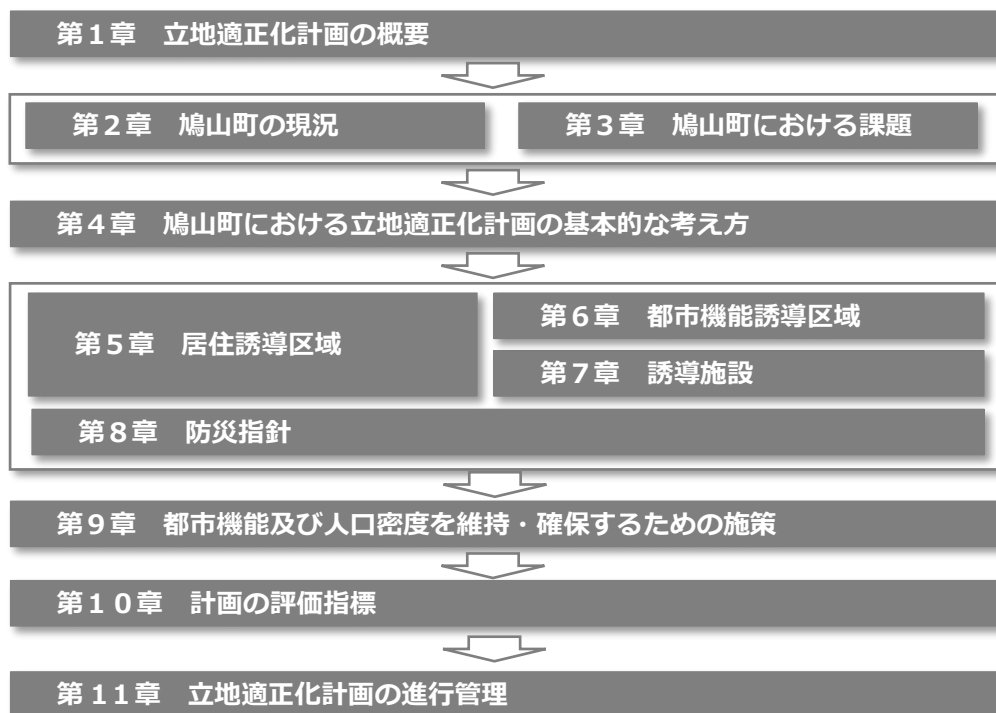 第１章　立地適正化計画の概要
第２章　鳩山町の現況
第３章　鳩山町における課題
第４章　鳩山町における立地適正化計画の基本的な考え方
第５章　居住誘導区域
第６章　都市機能誘導区域
第７章　誘導施設
第８章　防災指針
第９章　都市機能及び人口密度を維持・確保するための施策
第１０章　計画の評価指標
第11章　立地適正化計画の進行管理